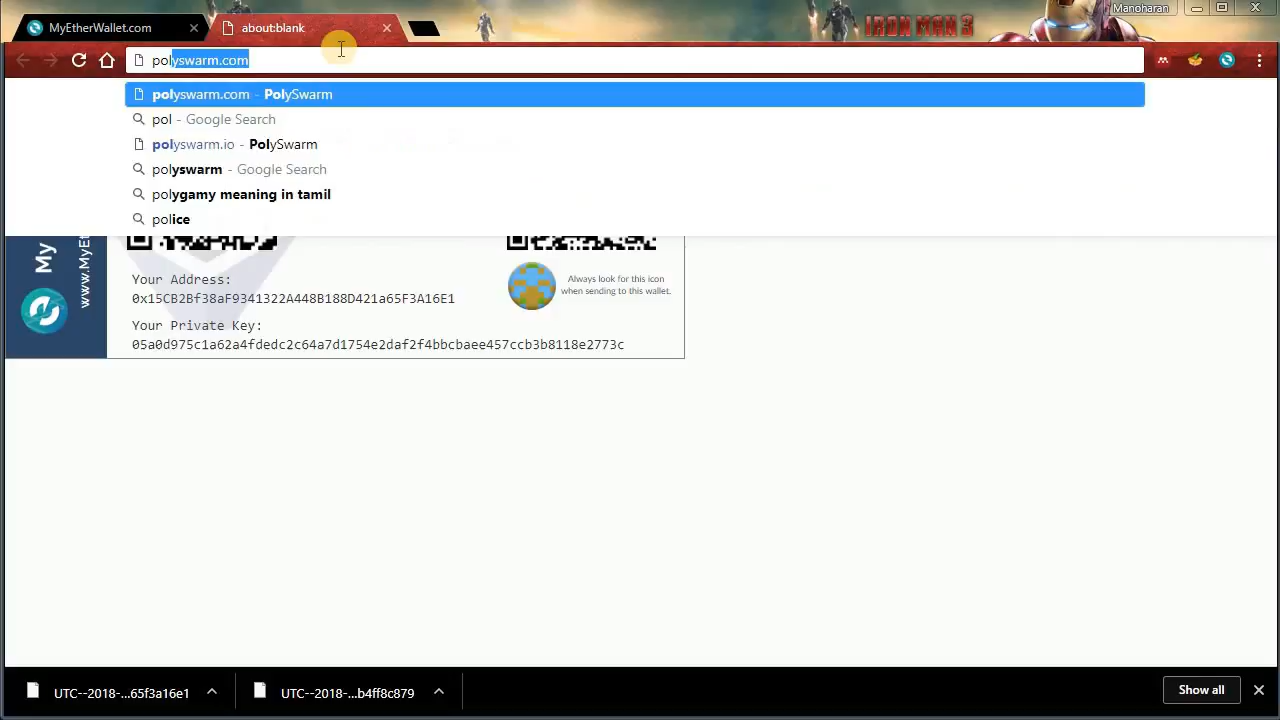 Manoharan
MyEtherWallet.com
about:blank
IRON MAN 3
polyswarm.com
polyswarm.com - PolySwarm
pol - Google Search
polyswarm.io - PolySwarm
polyswarm - Google Search
polygamy meaning in tamil
police
My
www.MyEt
Your Address:
0x15CB2Bf38aF9341322A448B188D421a65F3A16E1
Always look for this icon
when sending to this wallet.
Your Private Key:
05a0d975c1a62a4fdedc2c64a7d1754e2daf2f4bbcbaee457ccb3b8118e2773c
UTC--2018-...65f3a16e1
UTC--2018-...b4ff8c879
Show all